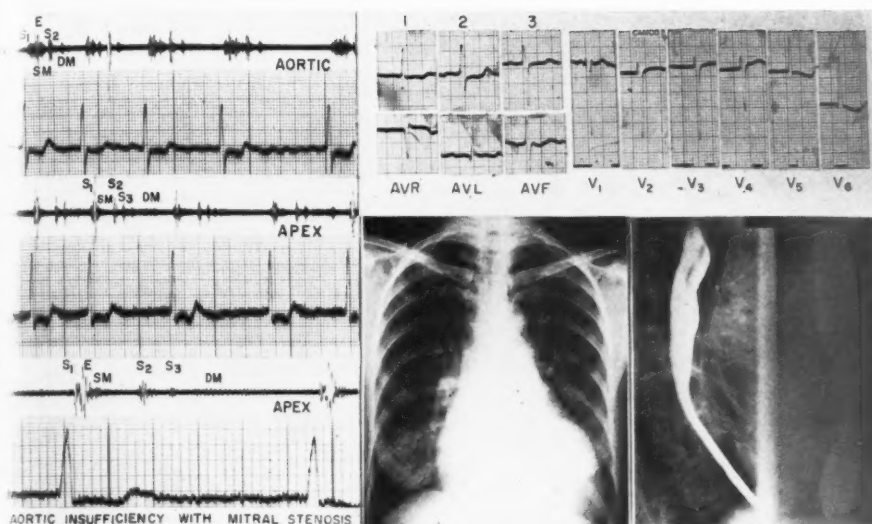 E
S₁ S₂
SM DM
AORTIC
S₁ S₂
SM S₃ DM
APEX
S₁ E S₂ S₃
SM DM
APEX
AORTIC INSUFFICIENCY WITH MITRAL STENOSIS
1 2 3
AVR AVL AVF V₁ V₂ V₃ V₄ V₅ V₆